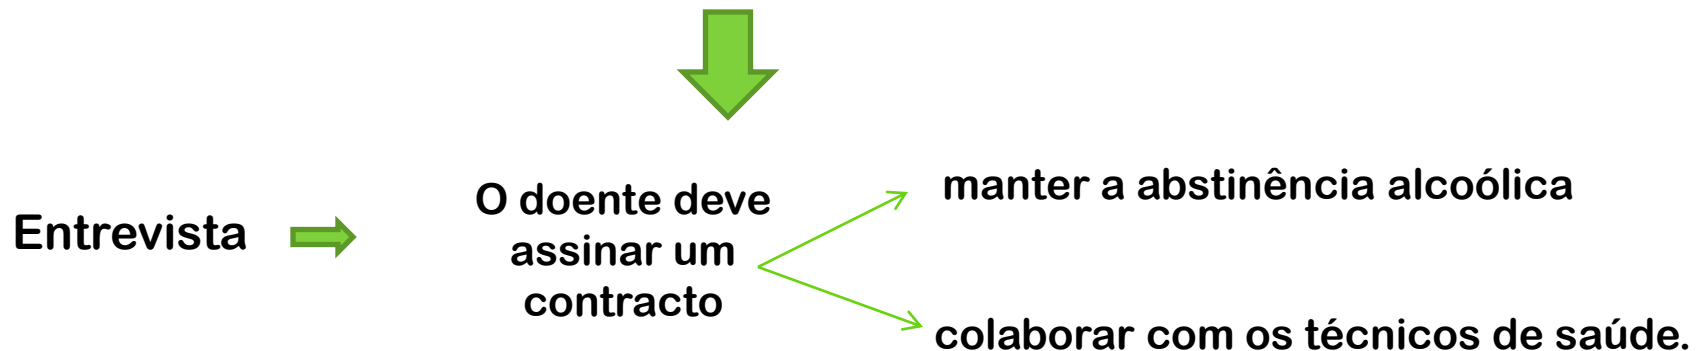 Entrevista
O doente deve
assinar um
contracto
manter a abstinência alcoólica
colaborar com os técnicos de saúde.